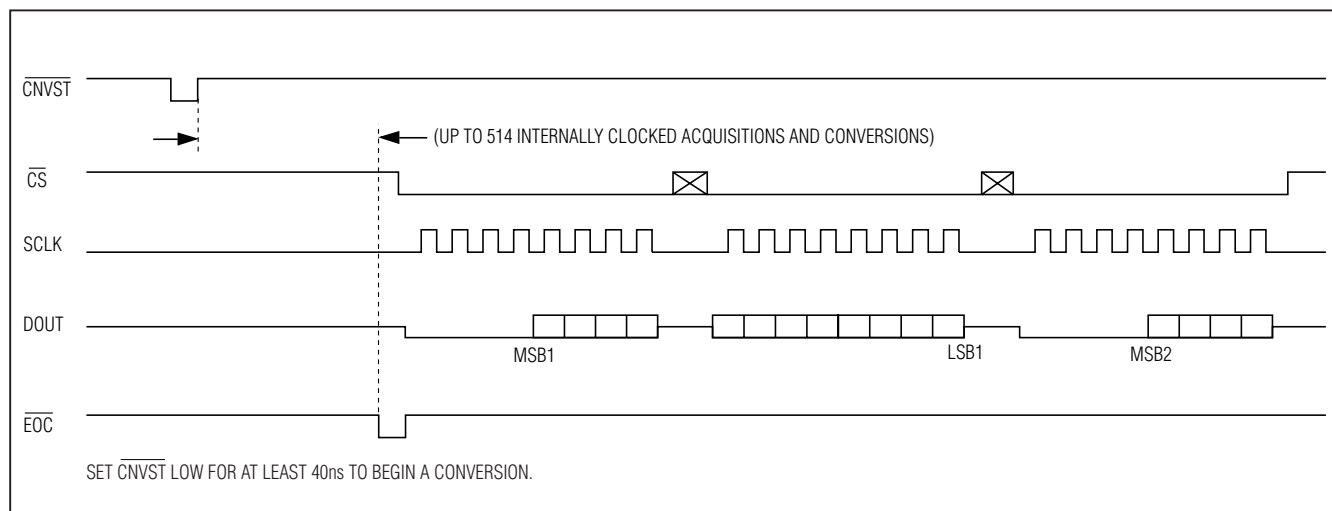 CNVST
(UP TO 514 INTERNALLY CLOCKED ACQUISITIONS AND CONVERSIONS)
CS
SCLK
DOUT
MSB1
LSB1
MSB2
EOC
SET CNVST LOW FOR AT LEAST 40ns TO BEGIN A CONVERSION.